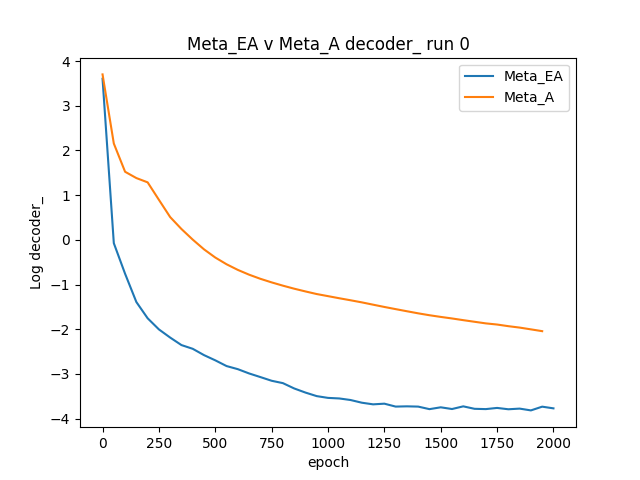 Meta_EA v Meta_A decoder_ run 0
Meta_EA
Meta_A
Log decoder_
4
3
2
1
0
−1
−2
−3
−4
0 250 500 750 1000 1250 1500 1750 2000
epoch